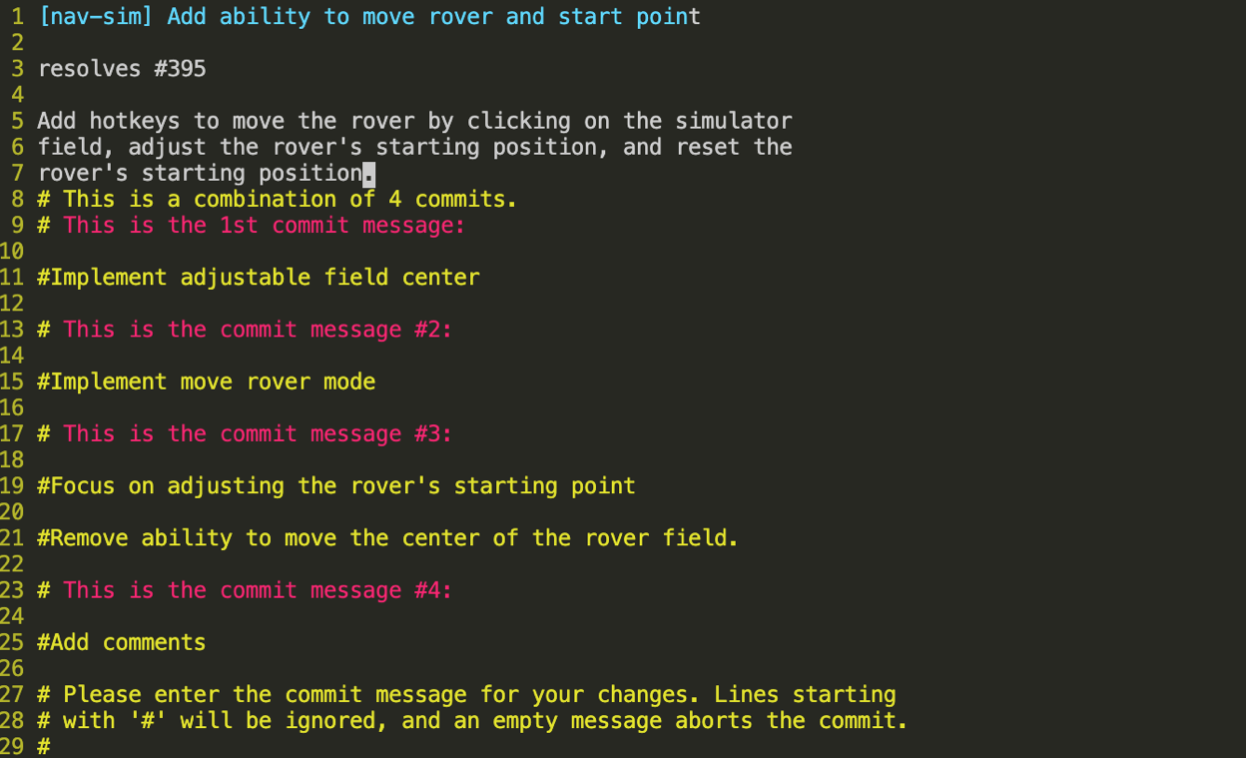 1 [nav-sim] Add ability to move rover and start point
2
3 resolves #395
4
5 Add hotkeys to move the rover by clicking on the simulator
6 field, adjust the rover's starting position, and reset the
7 rover's starting position.
8 # This is a combination of 4 commits.
9 # This is the 1st commit message:
10
11 #Implement adjustable field center
12
13 # This is the commit message #2:
14
15 #Implement move rover mode
16
17 # This is the commit message #3:
18
19 #Focus on adjusting the rover's starting point
20
21 #Remove ability to move the center of the rover field.
22
23 # This is the commit message #4:
24
25 #Add comments
26
27 # Please enter the commit message for your changes. Lines starting
28 # with '#' will be ignored, and an empty message aborts the commit.
29 #